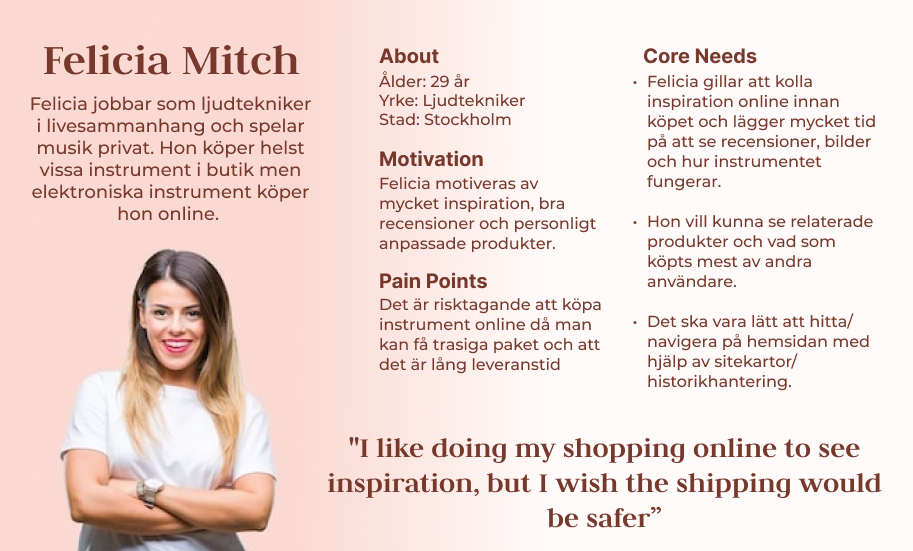 Felicia Mitch
Felicia jobbar som ljudtekniker
i livesammanhang och spelar
musik privat. Hon köper helst
vissa instrument i butik men
elektroniska instrument köper
hon online.
About
Ålder: 29 år
Yrke: Ljudtekniker
Stad: Stockholm
Motivation
Felicia motiveras av
mycket inspiration, bra
recensioner och personligt
anpassade produkter.
Pain Points
Det är risktagande att köpa
instrument online då man
kan få trasiga paket och att
det är lång leveranstid
Core Needs
• Felicia gillar att kolla
inspiration online innan
köpet och lägger mycket tid
på att se recensioner, bilder
och hur instrumentet
fungerar.
• Hon vill kunna se relaterade
produkter och vad som
köpts mest av andra
användare.
• Det ska vara lätt att hitta/
navigera på hemsidan med
hjälp av sitekartor/
historikhantering.
"I like doing my shopping online to see
inspiration, but I wish the shipping would
be safer”